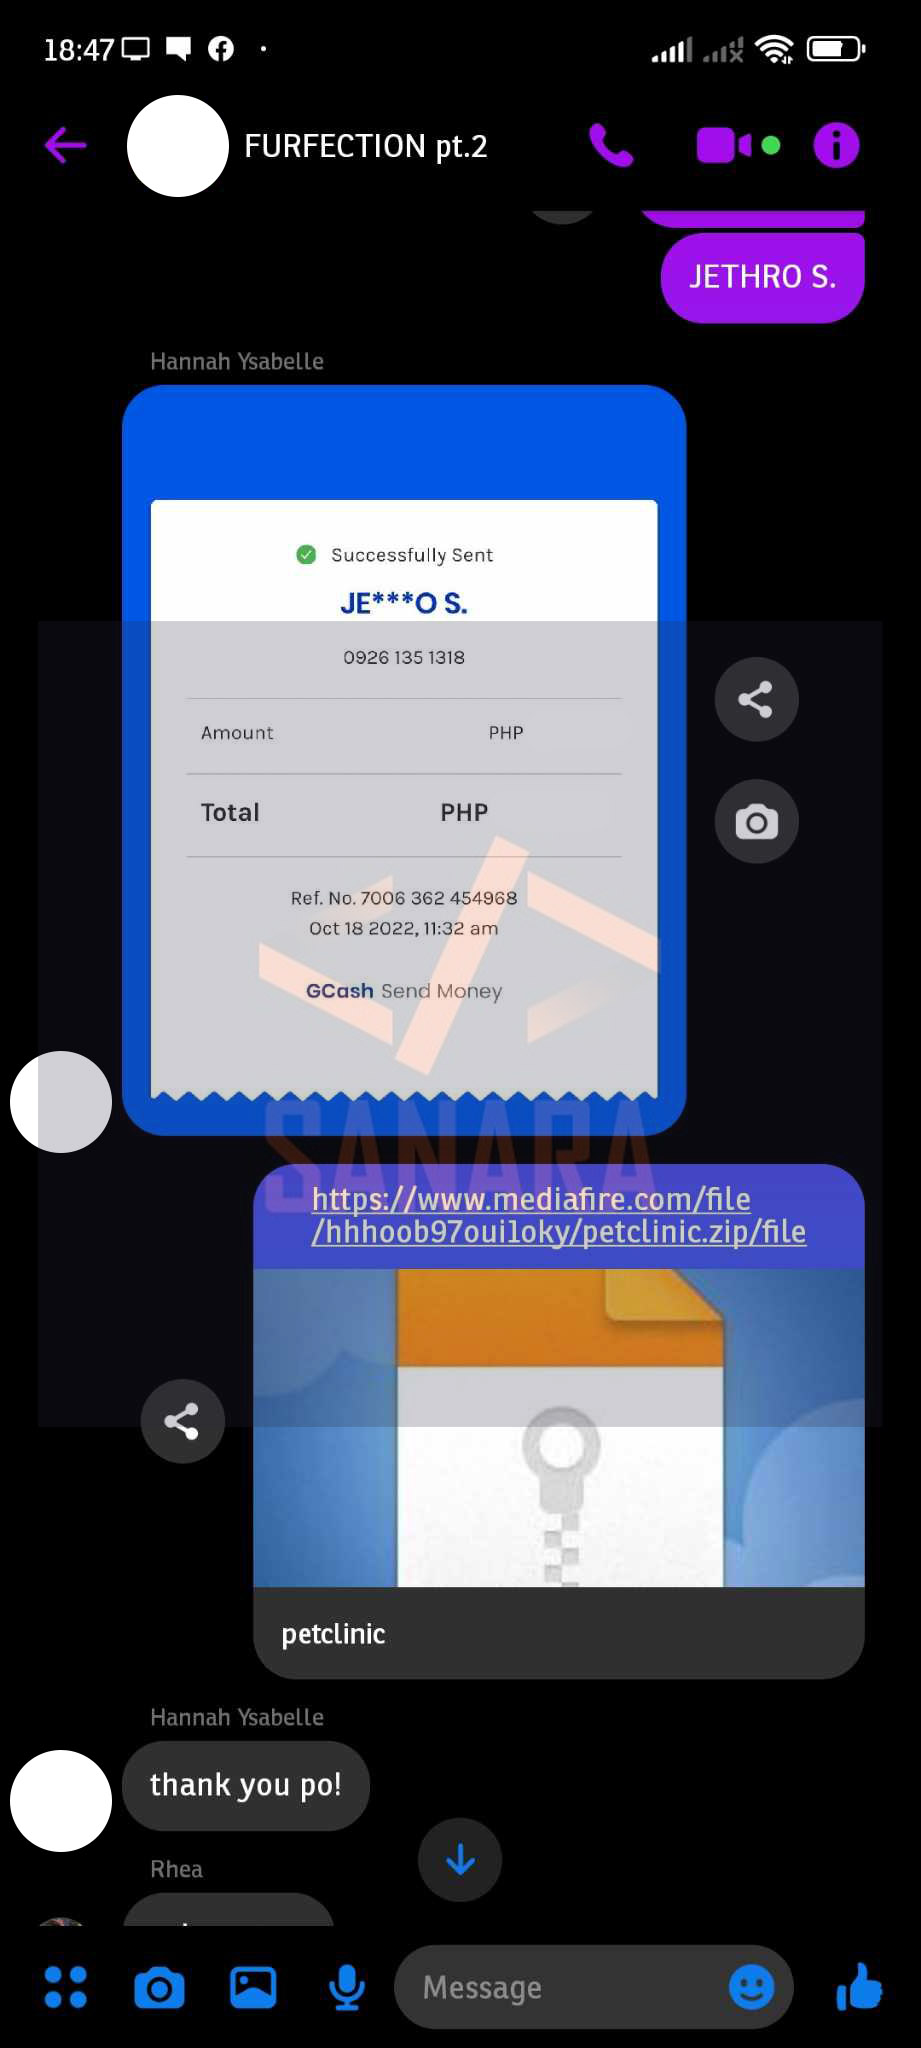 18:47
FURFECTION pt.2
JETHRO S.
Hannah Ysabelle
Successfully Sent
JE***O S.
0926 135 1318
Amount PHP
Total PHP
Ref. No. 7006 362 454968
Oct 18 2022, 11:32 am
GCash Send Money
SANARA
https://www.mediafire.com/file
/hhhoob97oui1oky/petclinic.zip/file
petclinic
Hannah Ysabelle
thank you po!
Rhea
Message